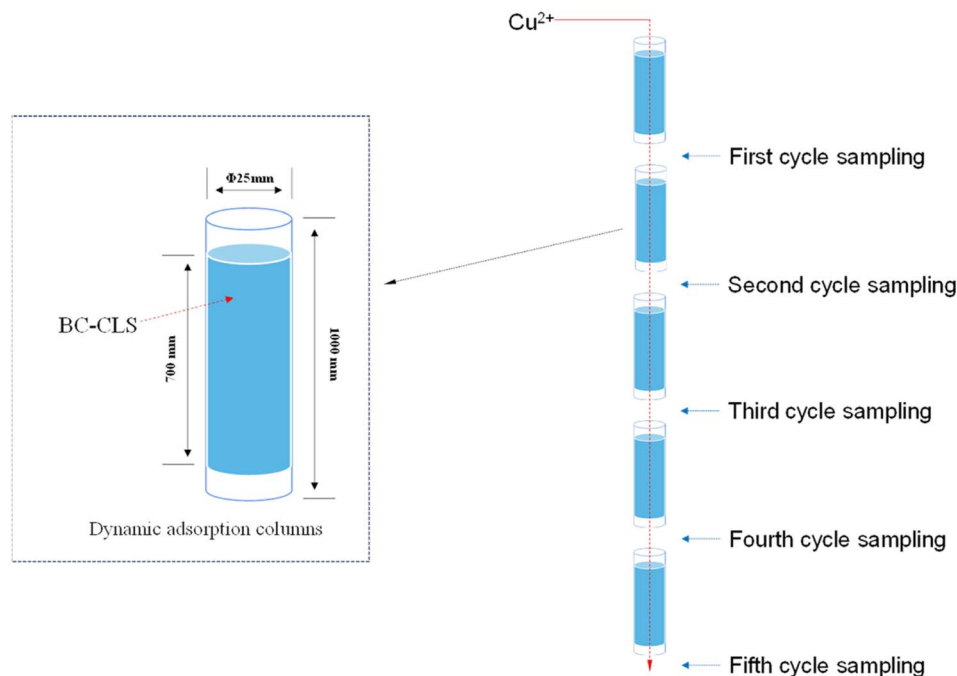 Cu²⁺
First cycle sampling
Second cycle sampling
Third cycle sampling
Fourth cycle sampling
Fifth cycle sampling
Φ25mm
BC-CLS
700 mm
1000 mm
Dynamic adsorption columns